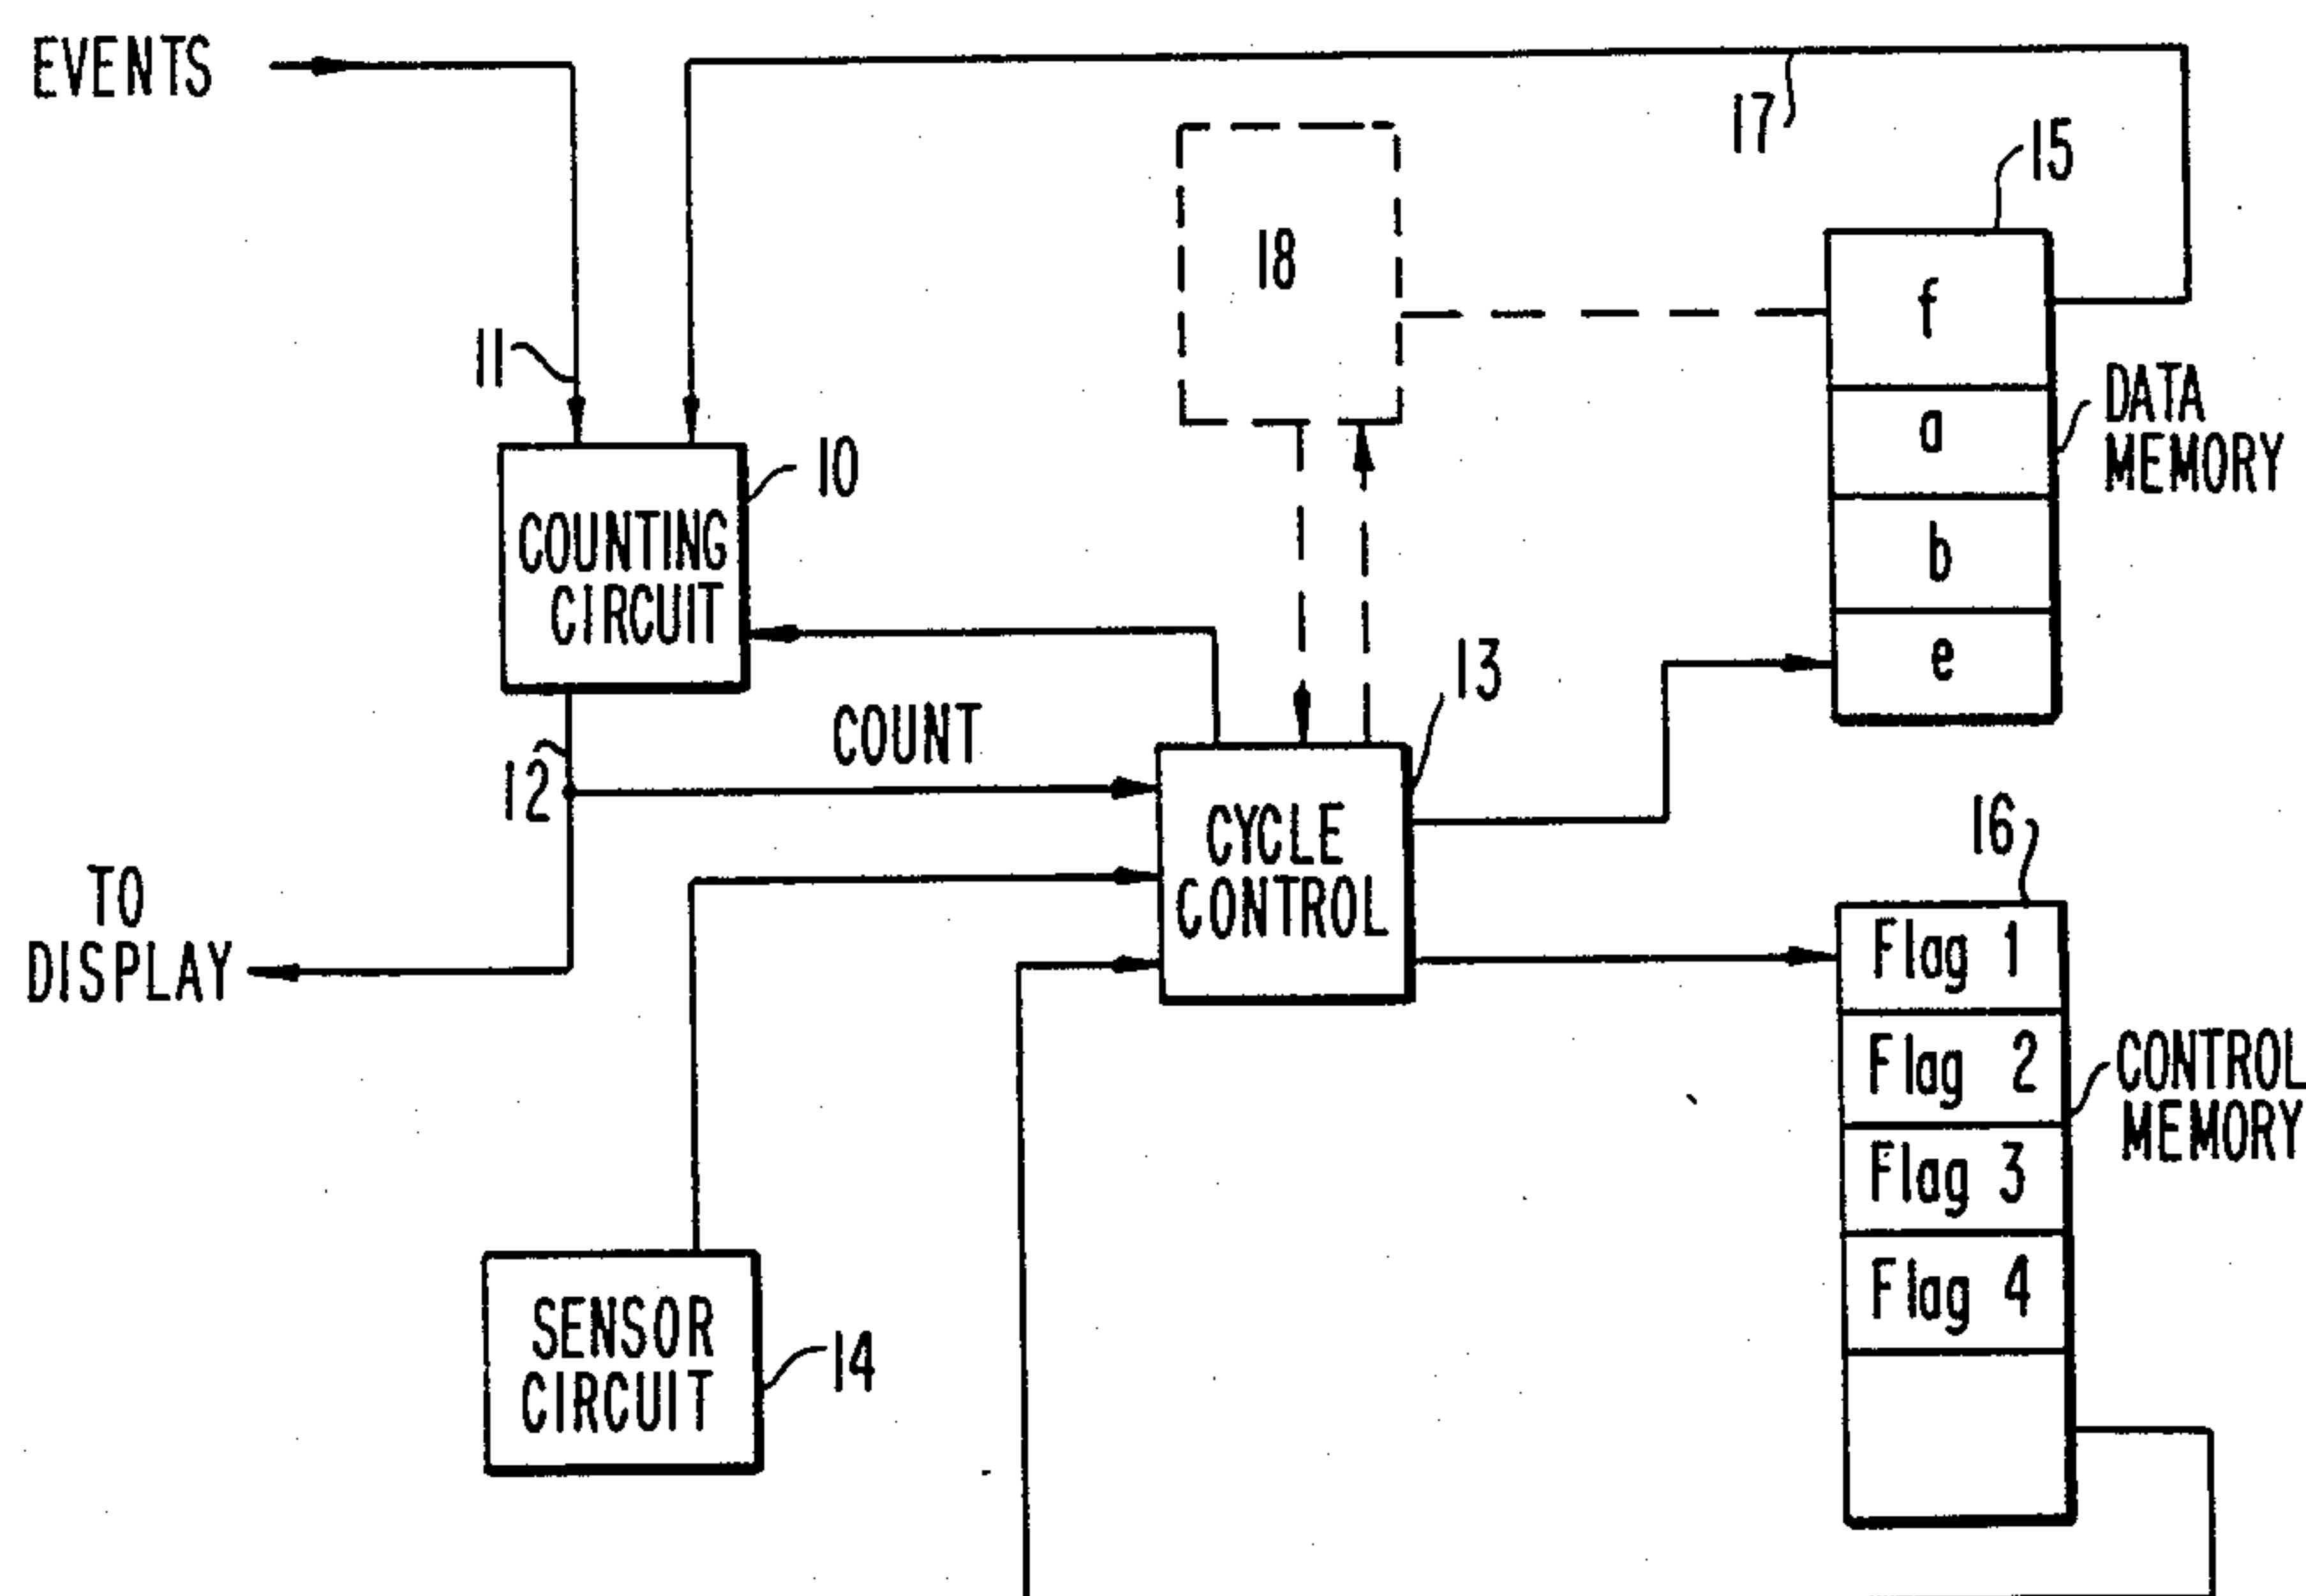 EVENTS
17
15
18
f
11
DATA
MEMORY
a
10
COUNTING
CIRCUIT
b
e
13
COUNT
12
CYCLE
CONTROL
16
TO
DISPLAY
Flag 1
Flag 2
CONTROL
MEMORY
Flag 3
Flag 4
SENSOR
CIRCUIT
14